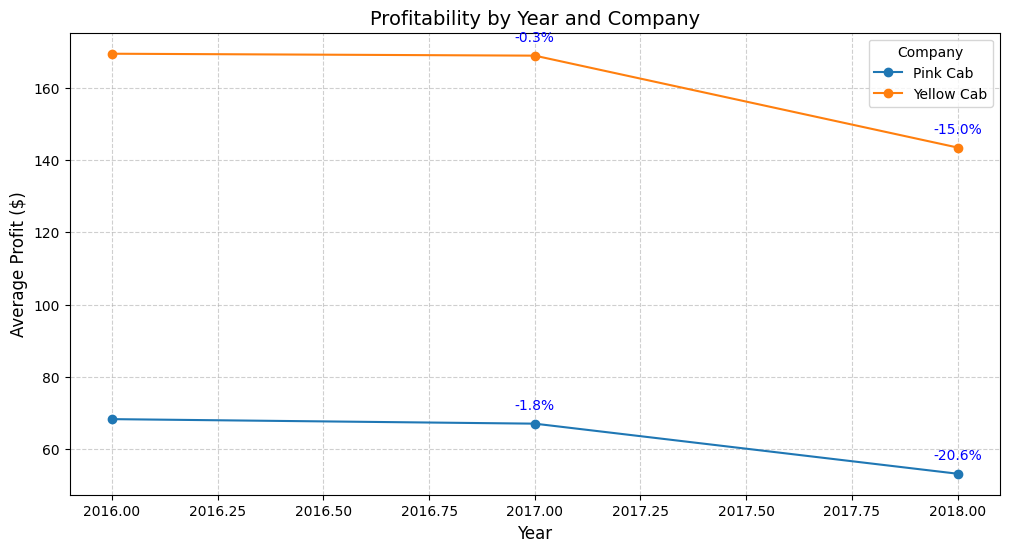 Profitability by Year and Company
-0.3%
Company
Pink Cab
Yellow Cab
-15.0%
-1.8%
-20.6%
Average Profit ($)
160
140
120
100
80
60
2016.00 2016.25 2016.50 2016.75 2017.00 2017.25 2017.50 2017.75 2018.00
Year